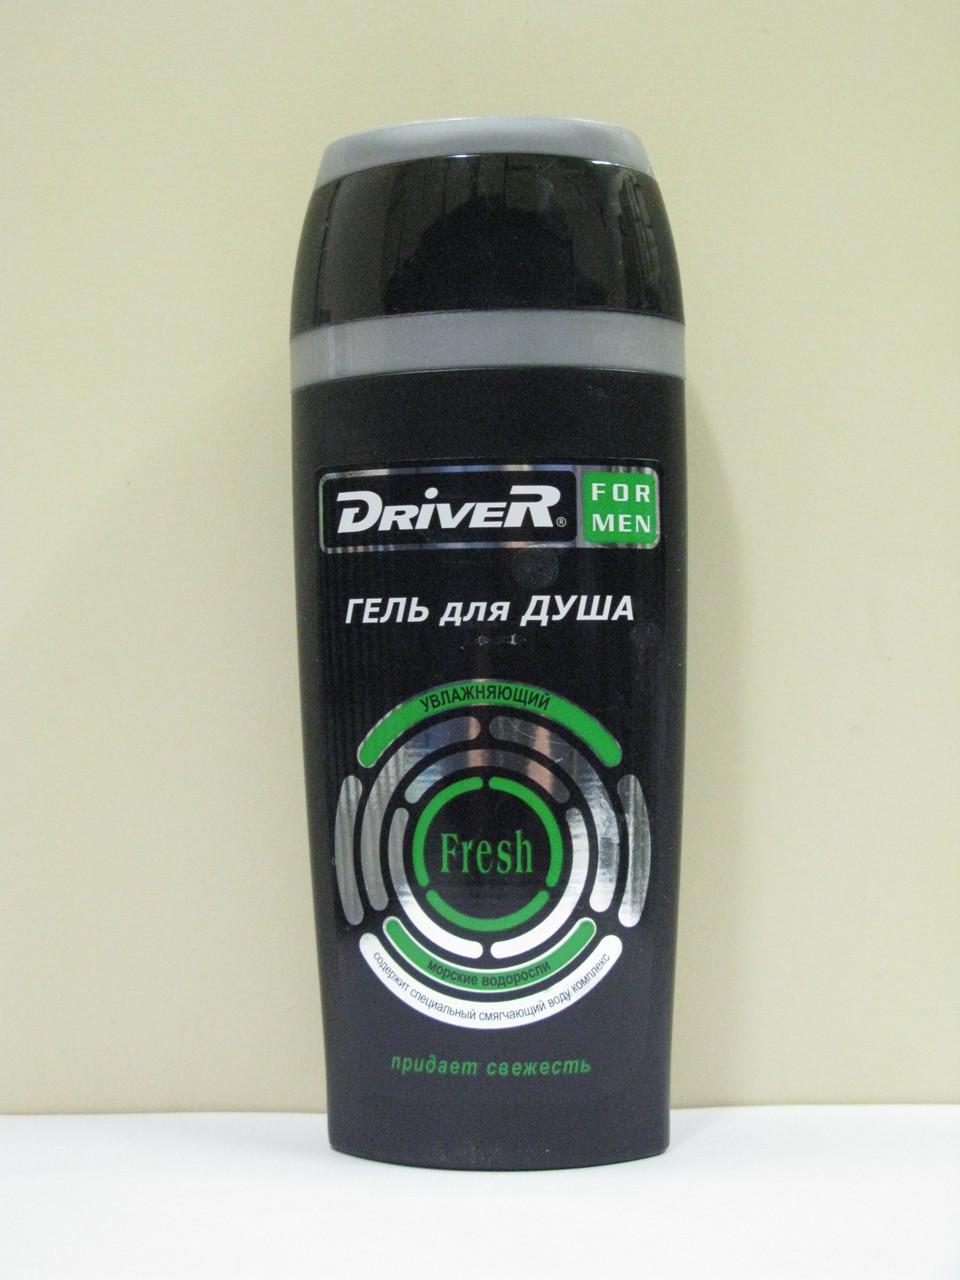 DRIVER®
FOR
MEN
ГЕЛЬ для ДУША
УВЛАЖНЯЮЩИЙ
Fresh
морские водоросли
содержит специальный смягчающий воду комплекс
придает свежесть